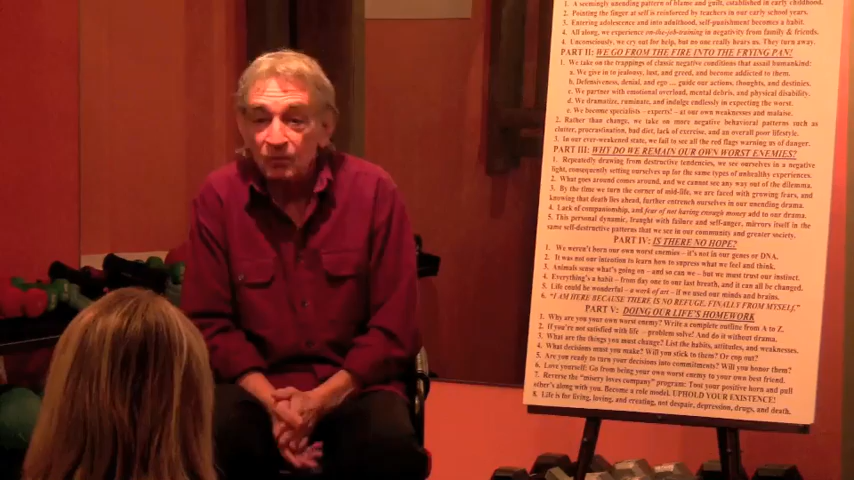 1. A seemingly unending pattern of blame and guilt, established in early childhood.
2. Pointing the finger at self is reinforced by teachers in our early school years.
3. Entering adolescence and into adulthood, self-punishment becomes a habit.
4. All along, we experience on-the-job-training in negativity from family & friends.
4. Unconsciously, we cry out for help, but no one really hears us. They turn away.
PART II: WE GO FROM THE FIRE INTO THE FRYING PAN!
1. We take on the trappings of classic negative conditions that assail humankind:
a. We give in to jealousy, lust, and greed, and become addicted to them.
b. Defensiveness, denial, and ego ... guide our actions, thoughts, and destinies.
c. We partner with emotional overload, mental debris, and physical disability.
d. We dramatize, ruminate, and indulge endlessly in expecting the worst.
e. We become specialists - experts! - at our own weaknesses and malaise.
2. Rather than change, we take on more negative behavioral patterns such as
clutter, procrastination, bad diet, lack of exercise, and an overall poor lifestyle.
3. In our ever-weakened state, we fail to see all the red flags warning us of danger.
PART III: WHY DO WE REMAIN OUR OWN WORST ENEMIES?
1. Repeatedly drawing from destructive tendencies, we see ourselves in a negative
light, consequently setting ourselves up for the same types of unhealthy experiences.
2. What goes around comes around, and we cannot see any way out of the dilemma.
3. By the time we turn the corner of mid-life, we are faced with growing fears, and
knowing that death lies ahead, further entrench ourselves in our unending drama.
4. Lack of companionship, and fear of not having enough money add to our drama.
5. This personal dynamic, fraught with failure and self-anger, mirrors itself in the
same self-destructive patterns that we see in our community and greater society.
PART IV: IS THERE NO HOPE?
1. We weren't born our own worst enemies - it's not in our genes or DNA.
2. It was not our intention to learn how to suppress what we feel and think.
3. Animals sense what's going on - and so can we - but we must trust our instinct.
4. Everything's a habit - from day one to our last breath, and it can all be changed.
5. Life could be wonderful - a work of art - if we used our minds and brains.
6. "I AM HERE BECAUSE THERE IS NO REFUGE, FINALLY FROM MYSELF."
PART V: DOING OUR LIFE'S HOMEWORK
1. Why are you your own worst enemy? Write a complete outline from A to Z.
2. If you're not satisfied with life - problem solve! And do it without drama.
3. What are the things you must change? List the habits, attitudes, and weaknesses.
4. What decisions must you make? Will you stick to them? Or cop out?
5. Are you ready to turn your decisions into commitments? Will you honor them?
6. Love yourself: Go from being your own worst enemy to your own best friend.
7. Reverse the "misery loves company" program: Toot your positive horn and pull
other's along with you. Become a role model. UPHOLD YOUR EXISTENCE!
8. Life is for living, loving, and creating, not despair, depression, drugs, and death.